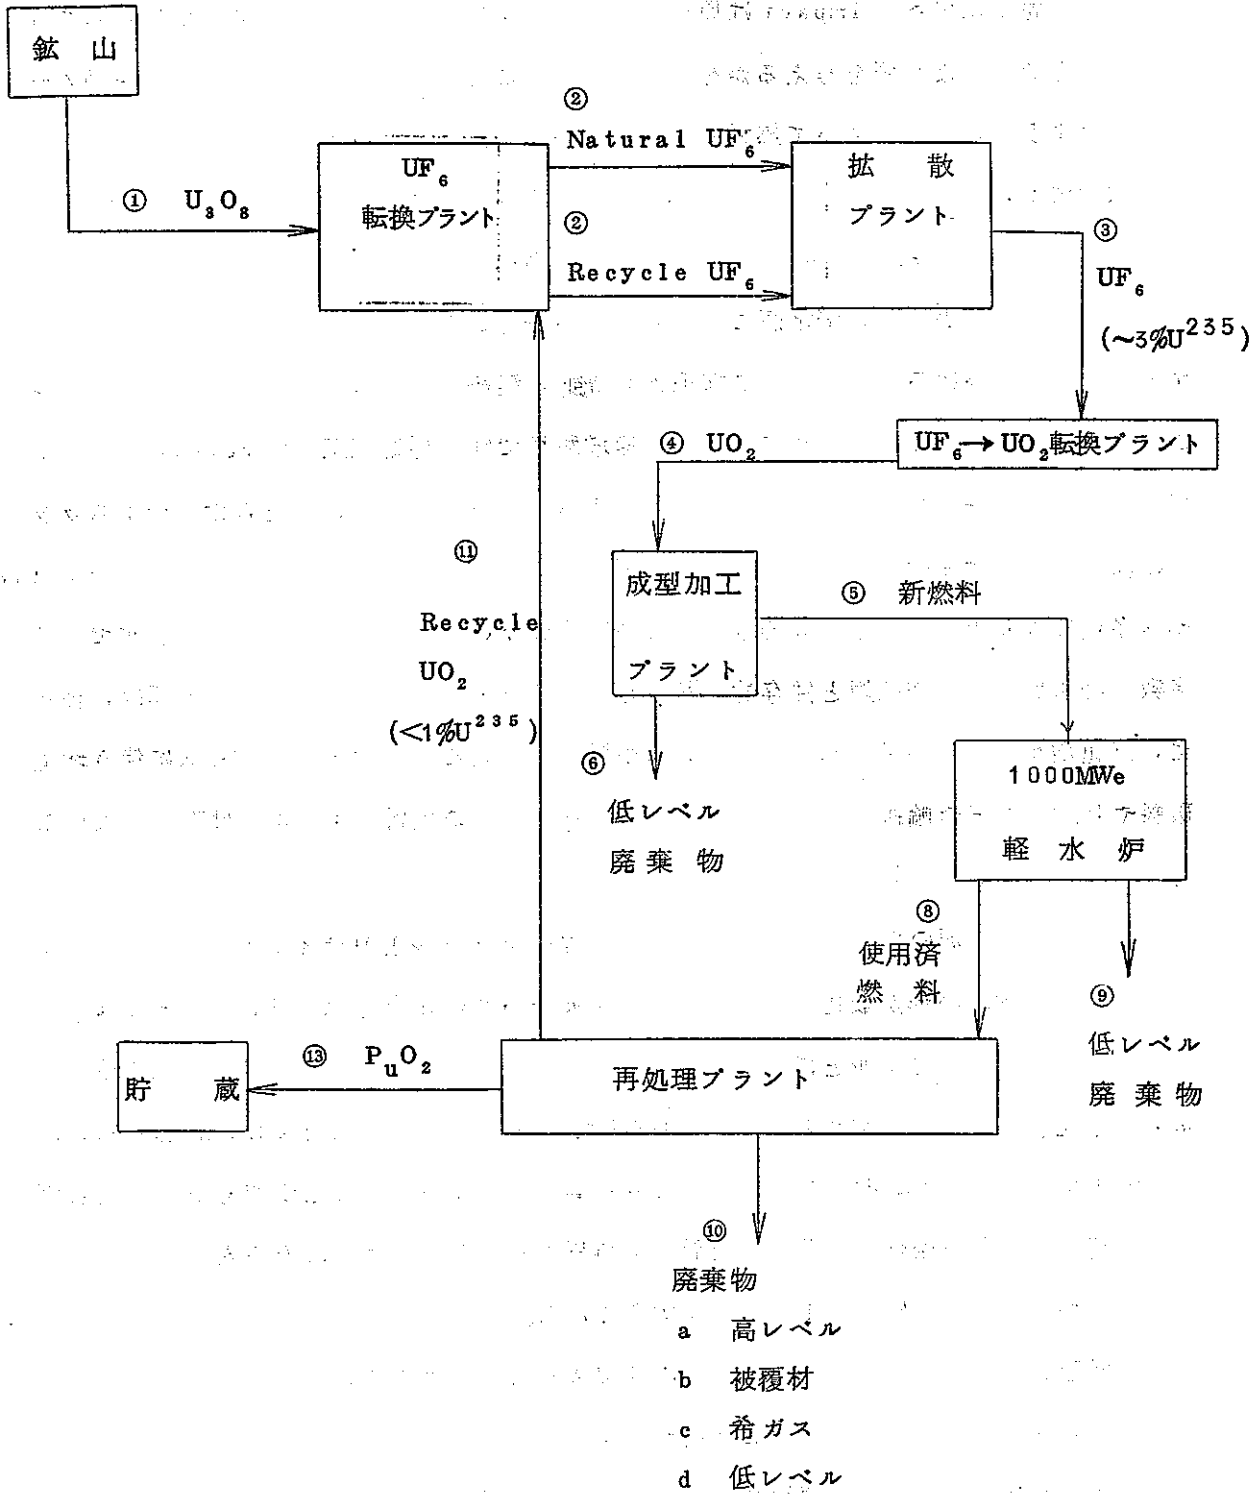 鉱 山
① U₃O₈
UF₆
転換プラント
②
Natural UF₆
②
Recycle UF₆
拡 散
プラント
③
UF₆
(~3%U²³⁵)
UF₆→UO₂転換プラント
④ UO₂
成型加工
プラント
⑤ 新燃料
⑥
低レベル
廃棄物
1000MWe
軽水炉
⑧
使用済
燃料
⑨
低レベル
廃棄物
⑪
Recycle
UO₂
(<1%U²³⁵)
再処理プラント
⑬ PuO₂
貯 蔵
⑩
廃棄物
a 高レベル
b 被覆材
c 希ガス
d 低レベル